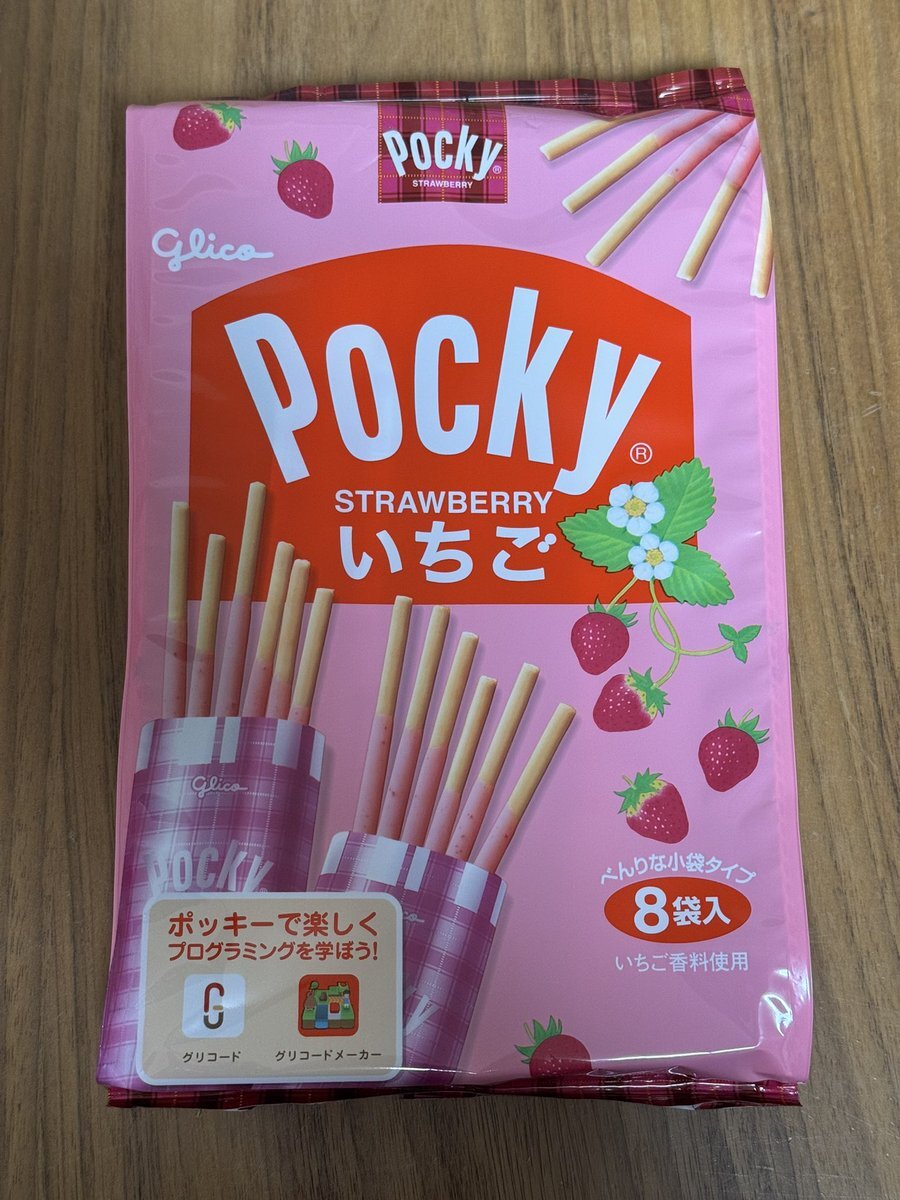 Pocky®
STRAWBERRY
Glico
Pocky®
STRAWBERRY
いちご
Glico
Pocky®
べんりな小袋タイプ
8袋入
いちご香料使用
ポッキーで楽しく
プログラミングを学ぼう!
グリコード
グリコードメーカー